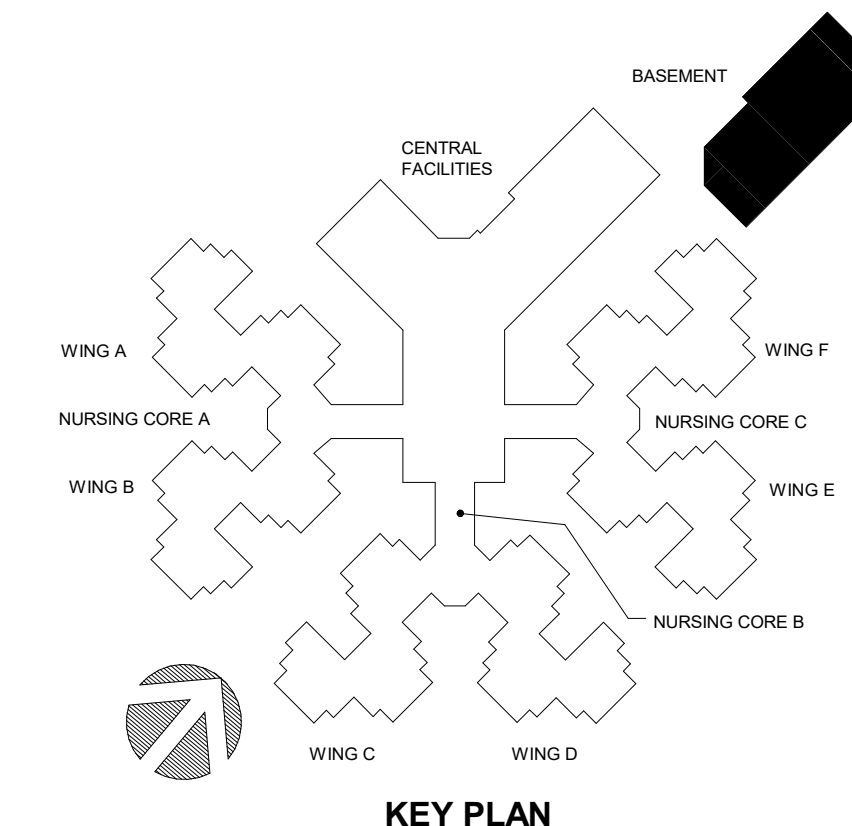 BASEMENT
CENTRAL
FACILITIES
WING A
WING F
NURSING CORE A
NURSING CORE C
WING B
WING E
NURSING CORE B
WING C
WING D
KEY PLAN